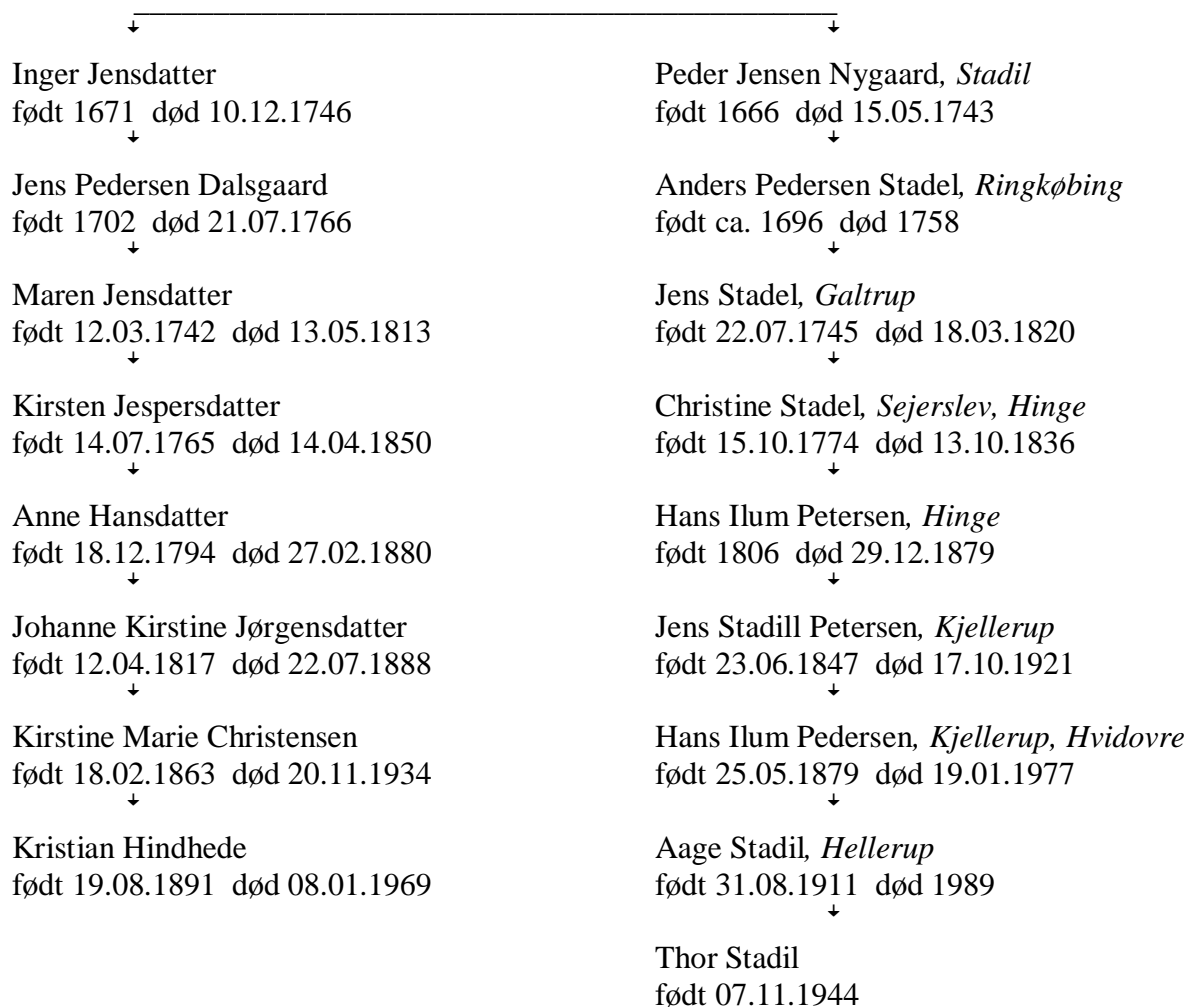 Inger Jensdatter
født 1671 død 10.12.1746
Jens Pedersen Dalsgaard
født 1702 død 21.07.1766
Maren Jensdatter
født 12.03.1742 død 13.05.1813
Kirsten Jespersdatter
født 14.07.1765 død 14.04.1850
Anne Hansdatter
født 18.12.1794 død 27.02.1880
Johanne Kirstine Jørgensdatter
født 12.04.1817 død 22.07.1888
Kirstine Marie Christensen
født 18.02.1863 død 20.11.1934
Kristian Hindhede
født 19.08.1891 død 08.01.1969
Peder Jensen Nygaard, Stadil
født 1666 død 15.05.1743
Anders Pedersen Stadel, Ringkøbing
født ca. 1696 død 1758
Jens Stadel, Galtrup
født 22.07.1745 død 18.03.1820
Christine Stadel, Sejerslev, Hinge
født 15.10.1774 død 13.10.1836
Hans Ilum Petersen, Hinge
født 1806 død 29.12.1879
Jens Stadill Petersen, Kjellerup
født 23.06.1847 død 17.10.1921
Hans Ilum Pedersen, Kjellerup, Hvidovre
født 25.05.1879 død 19.01.1977
Aage Stadil, Hellerup
født 31.08.1911 død 1989
Thor Stadil
født 07.11.1944